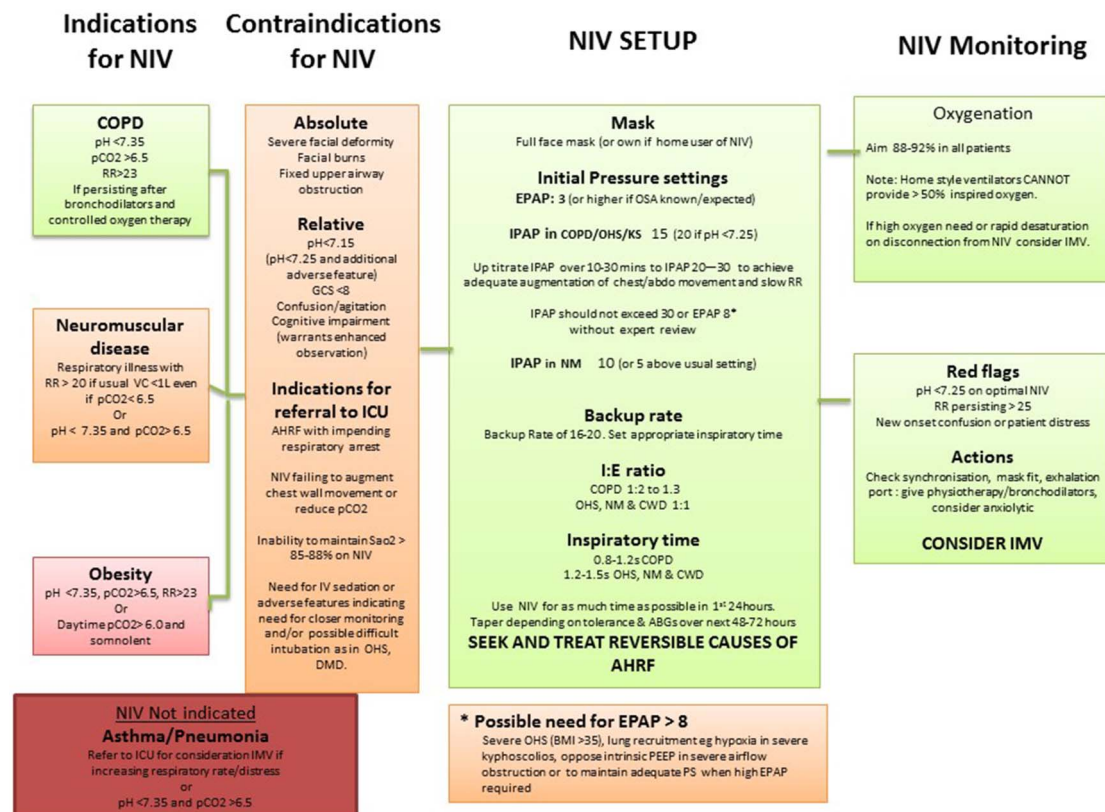 Indications
for NIV
Contraindications
for NIV
NIV SETUP
NIV Monitoring
COPD
pH <7.35
pCO2 >6.5
RR>23
If persisting after
bronchodilators and
controlled oxygen therapy
Neuromuscular
disease
Respiratory illness with
RR > 20 if usual VC <1L even
if pCO2< 6.5
Or
pH < 7.35 and pCO2> 6.5
Obesity
pH <7.35, pCO2>6.5, RR>23
Or
Daytime pCO2> 6.0 and
somnolent
NIV Not indicated
Asthma/Pneumonia
Refer to ICU for consideration IMV if
increasing respiratory rate/distress
or
pH <7.35 and pCO2 >6.5
Absolute
Severe facial deformity
Facial burns
Fixed upper airway
obstruction
Relative
pH<7.15
(pH<7.25 and additional
adverse feature)
GCS <8
Confusion/agitation
Cognitive impairment
(warrants enhanced
observation)
Indications for
referral to ICU
AHRF with impending
respiratory arrest
NIV failing to augment
chest wall movement or
reduce pCO2
Inability to maintain Sao2 >
85-88% on NIV
Need for IV sedation or
adverse features indicating
need for closer monitoring
and/or possible difficult
intubation as in OHS,
DMD.
Mask
Full face mask (or own if home user of NIV)
Initial Pressure settings
EPAP: 3 (or higher if OSA known/expected)
IPAP in COPD/OHS/KS 15 (20 if pH <7.25)
Up titrate IPAP over 10-30 mins to IPAP 20—30 to achieve
adequate augmentation of chest/abdo movement and slow RR
IPAP should not exceed 30 or EPAP 8*
without expert review
IPAP in NM 10 (or 5 above usual setting)
Backup rate
Backup Rate of 16-20. Set appropriate inspiratory time
I:E ratio
COPD 1:2 to 1.3
OHS, NM & CWD 1:1
Inspiratory time
0.8-1.2s COPD
1.2-1.5s OHS, NM & CWD
Use NIV for as much time as possible in 1st 24hours.
Taper depending on tolerance & ABGs over next 48-72 hours
SEEK AND TREAT REVERSIBLE CAUSES OF
AHRF
* Possible need for EPAP > 8
Severe OHS (BMI >35), lung recruitment eg hypoxia in severe
kyphoscolios, oppose intrinsic PEEP in severe airflow
obstruction or to maintain adequate PS when high EPAP
required
Oxygenation
Aim 88-92% in all patients
Note: Home style ventilators CANNOT
provide > 50% inspired oxygen.
If high oxygen need or rapid desaturation
on disconnection from NIV consider IMV.
Red flags
pH <7.25 on optimal NIV
RR persisting > 25
New onset confusion or patient distress
Actions
Check synchronisation, mask fit, exhalation
port : give physiotherapy/bronchodilators,
consider anxiolytic
CONSIDER IMV